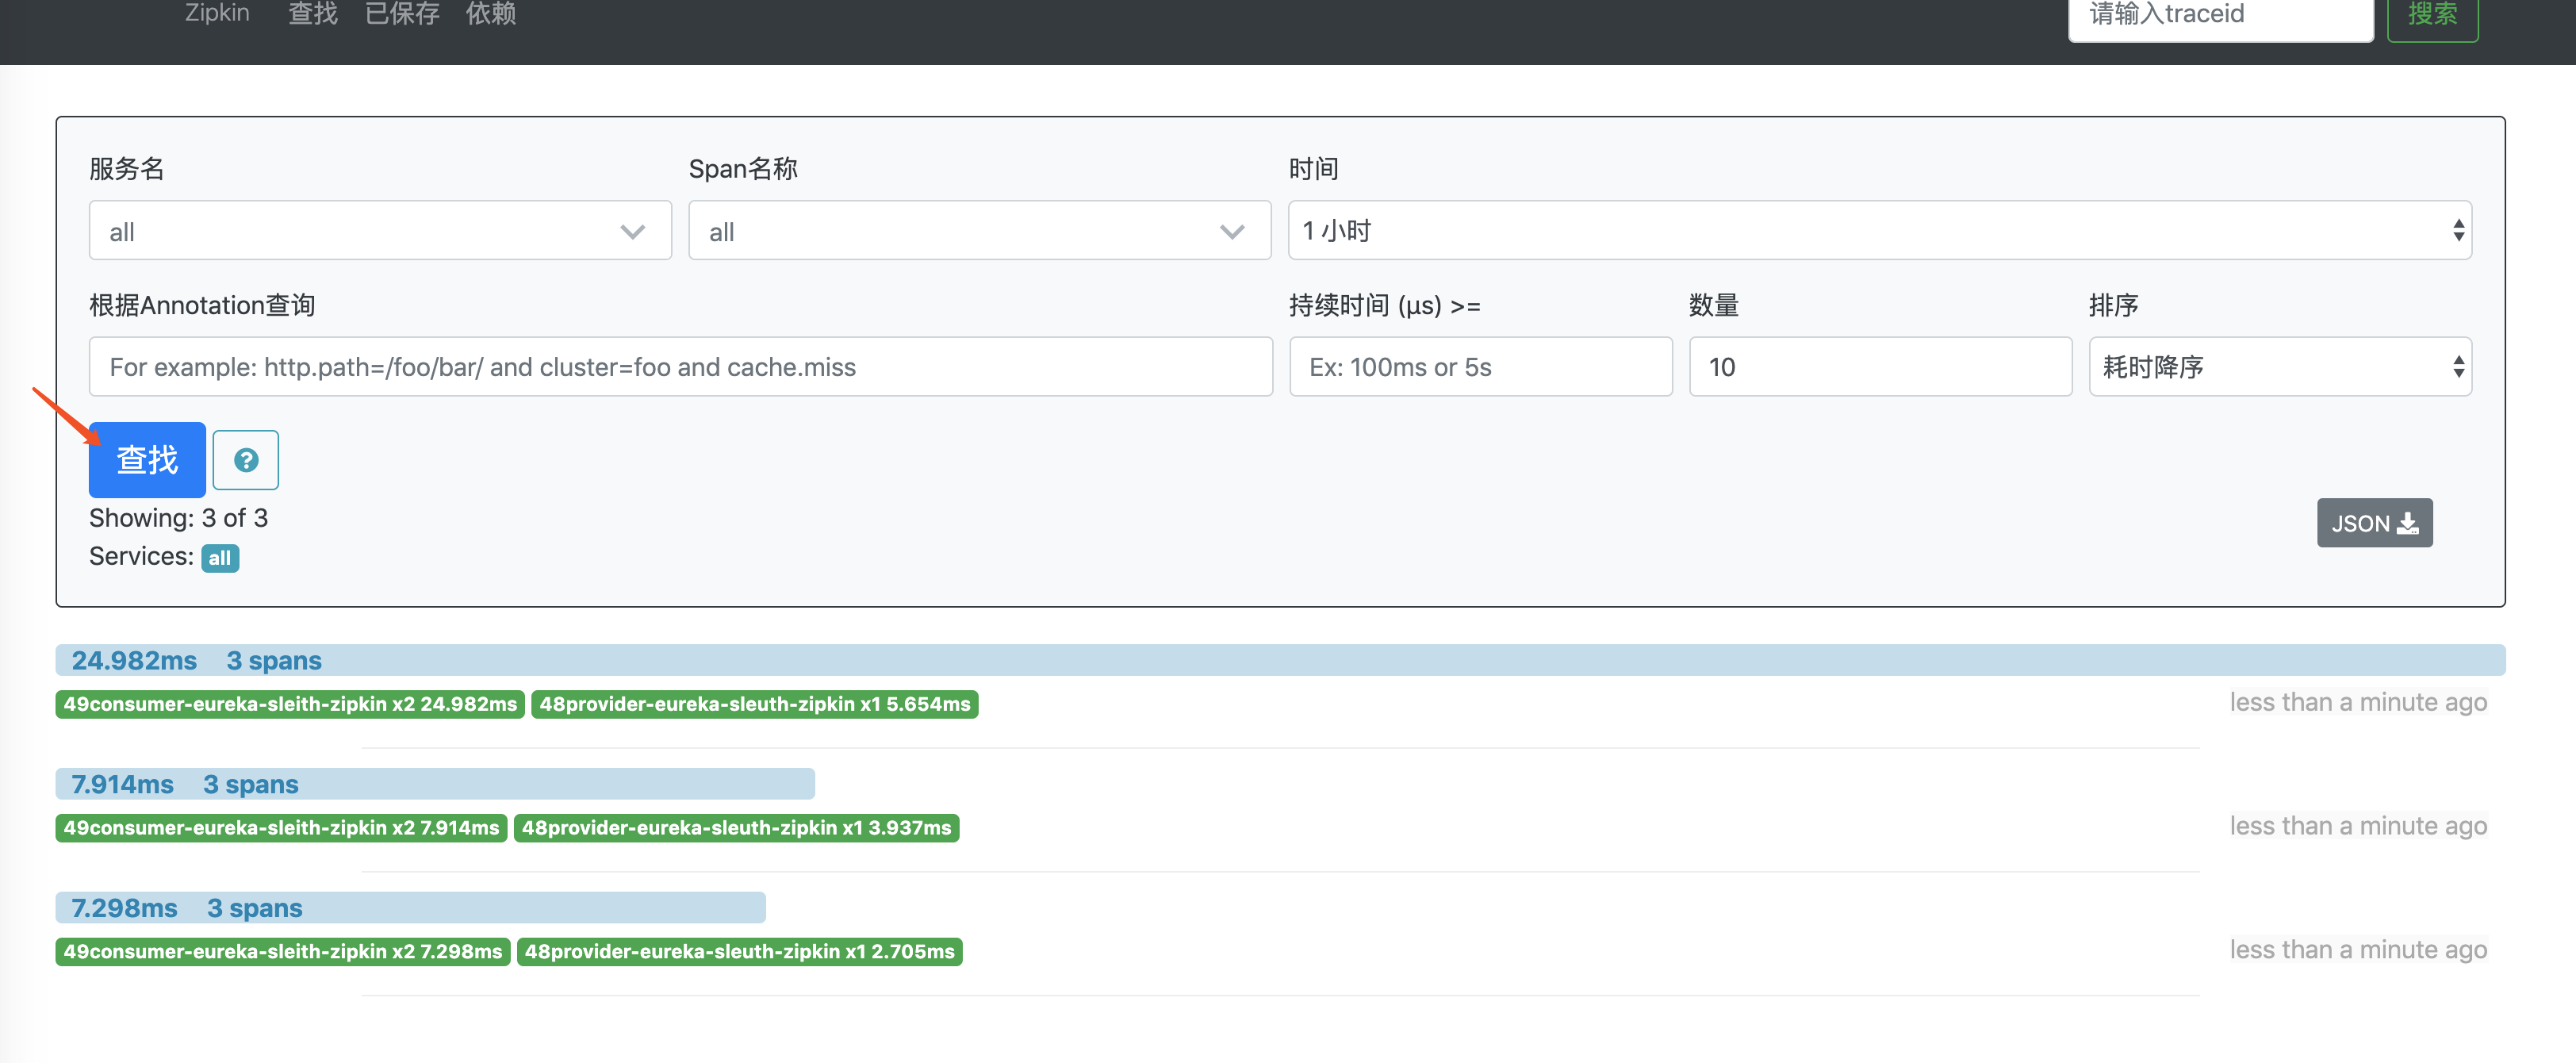 Zipkin 查找 已保存 依赖 请输入traceid 搜索
服务名 Span名称 时间
all all 1 小时
根据Annotation查询 持续时间 (μs) >= 数量 排序
For example: http.path=/foo/bar/ and cluster=foo and cache.miss Ex: 100ms or 5s 10 耗时降序
查找 ?
Showing: 3 of 3
JSON
Services: all
24.982ms 3 spans
49consumer-eureka-sleith-zipkin x2 24.982ms 48provider-eureka-sleuth-zipkin x1 5.654ms less than a minute ago
7.914ms 3 spans
49consumer-eureka-sleith-zipkin x2 7.914ms 48provider-eureka-sleuth-zipkin x1 3.937ms less than a minute ago
7.298ms 3 spans
49consumer-eureka-sleith-zipkin x2 7.298ms 48provider-eureka-sleuth-zipkin x1 2.705ms less than a minute ago